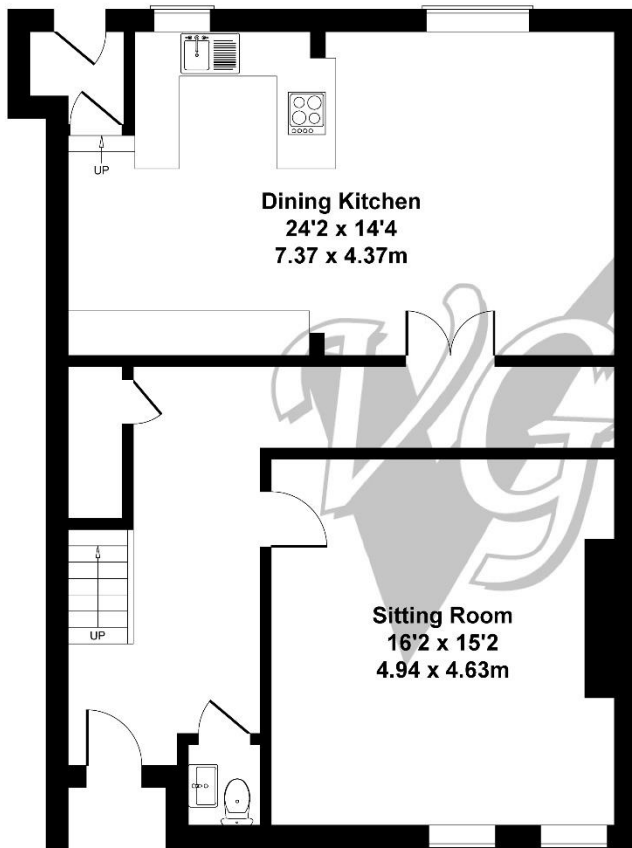 UP
Dining Kitchen
24'2 x 14'4
7.37 x 4.37m
VG
UP
Sitting Room
16'2 x 15'2
4.94 x 4.63m